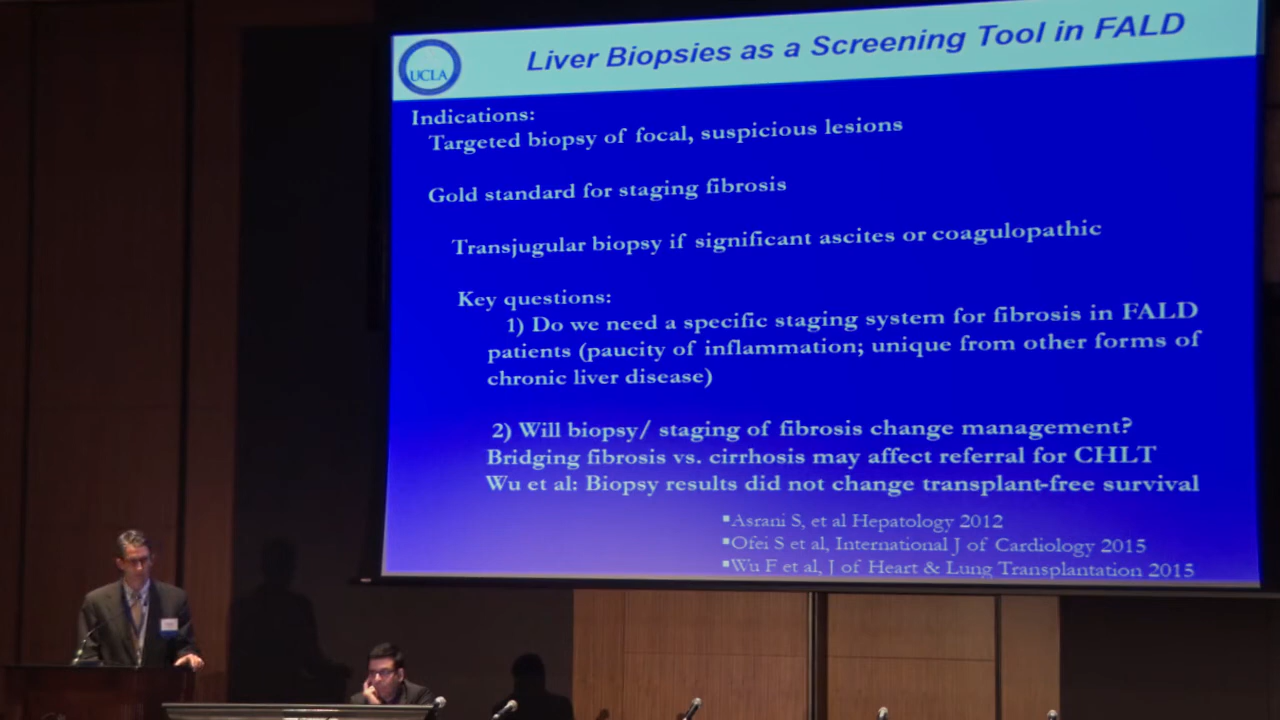 Liver Biopsies as a Screening Tool in FALD
UCLA
Indications:
Targeted biopsy of focal, suspicious lesions
Gold standard for staging fibrosis
Transjugular biopsy if significant ascites or coagulopathic
Key questions:
1) Do we need a specific staging system for fibrosis in FALD
patients (paucity of inflammation; unique from other forms of
chronic liver disease)
2) Will biopsy/ staging of fibrosis change management?
Bridging fibrosis vs. cirrhosis may affect referral for CHLT
Wu et al: Biopsy results did not change transplant-free survival
▪Asrani S, et al Hepatology 2012
▪Ofei S et al, International J of Cardiology 2015
▪Wu F et al, J of Heart & Lung Transplantation 2015